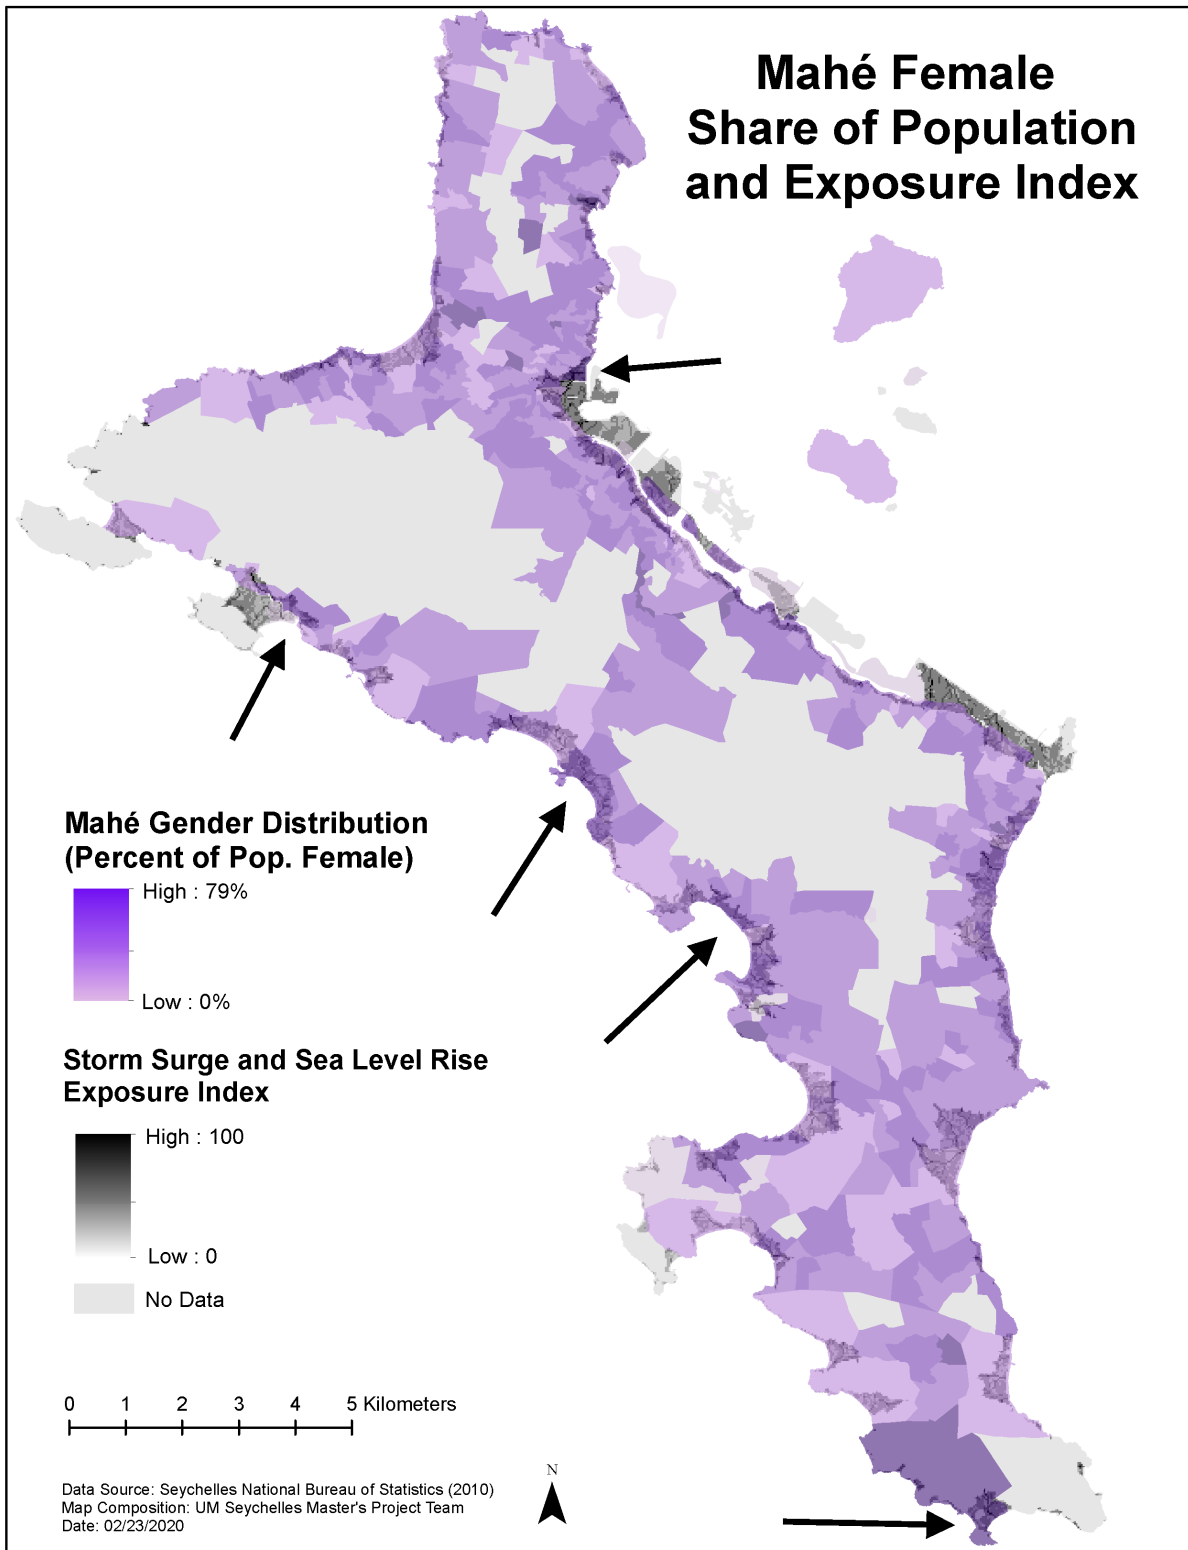 Mahé Female
Share of Population
and Exposure Index
Mahé Gender Distribution
(Percent of Pop. Female)
High : 79%
Low : 0%
Storm Surge and Sea Level Rise
Exposure Index
High : 100
Low : 0
No Data
0 1 2 3 4 5 Kilometers
Data Source: Seychelles National Bureau of Statistics (2010)
Map Composition: UM Seychelles Master's Project Team
Date: 02/23/2020
N